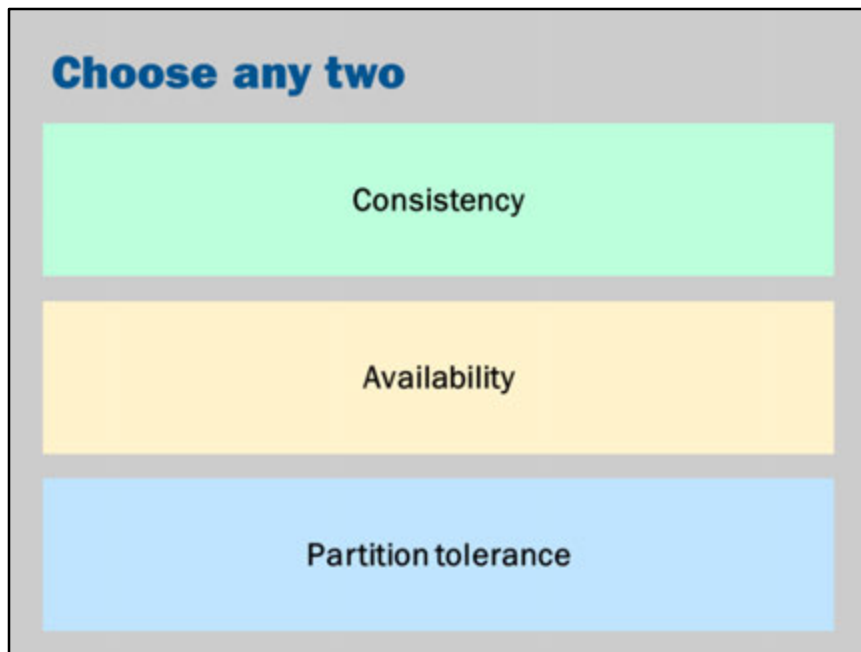 Choose any two
Consistency
Availability
Partition tolerance